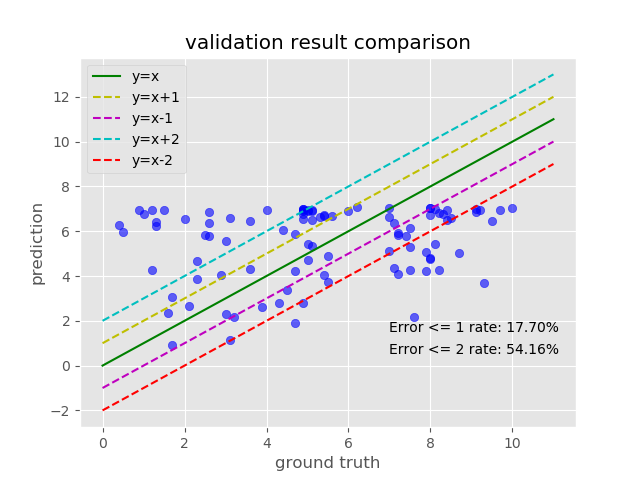 validation result comparison
y=x
y=x+1
y=x-1
y=x+2
y=x-2
12
10
8
6
4
2
0
−2
prediction
Error <= 1 rate: 17.70%
Error <= 2 rate: 54.16%
0 2 4 6 8 10
ground truth